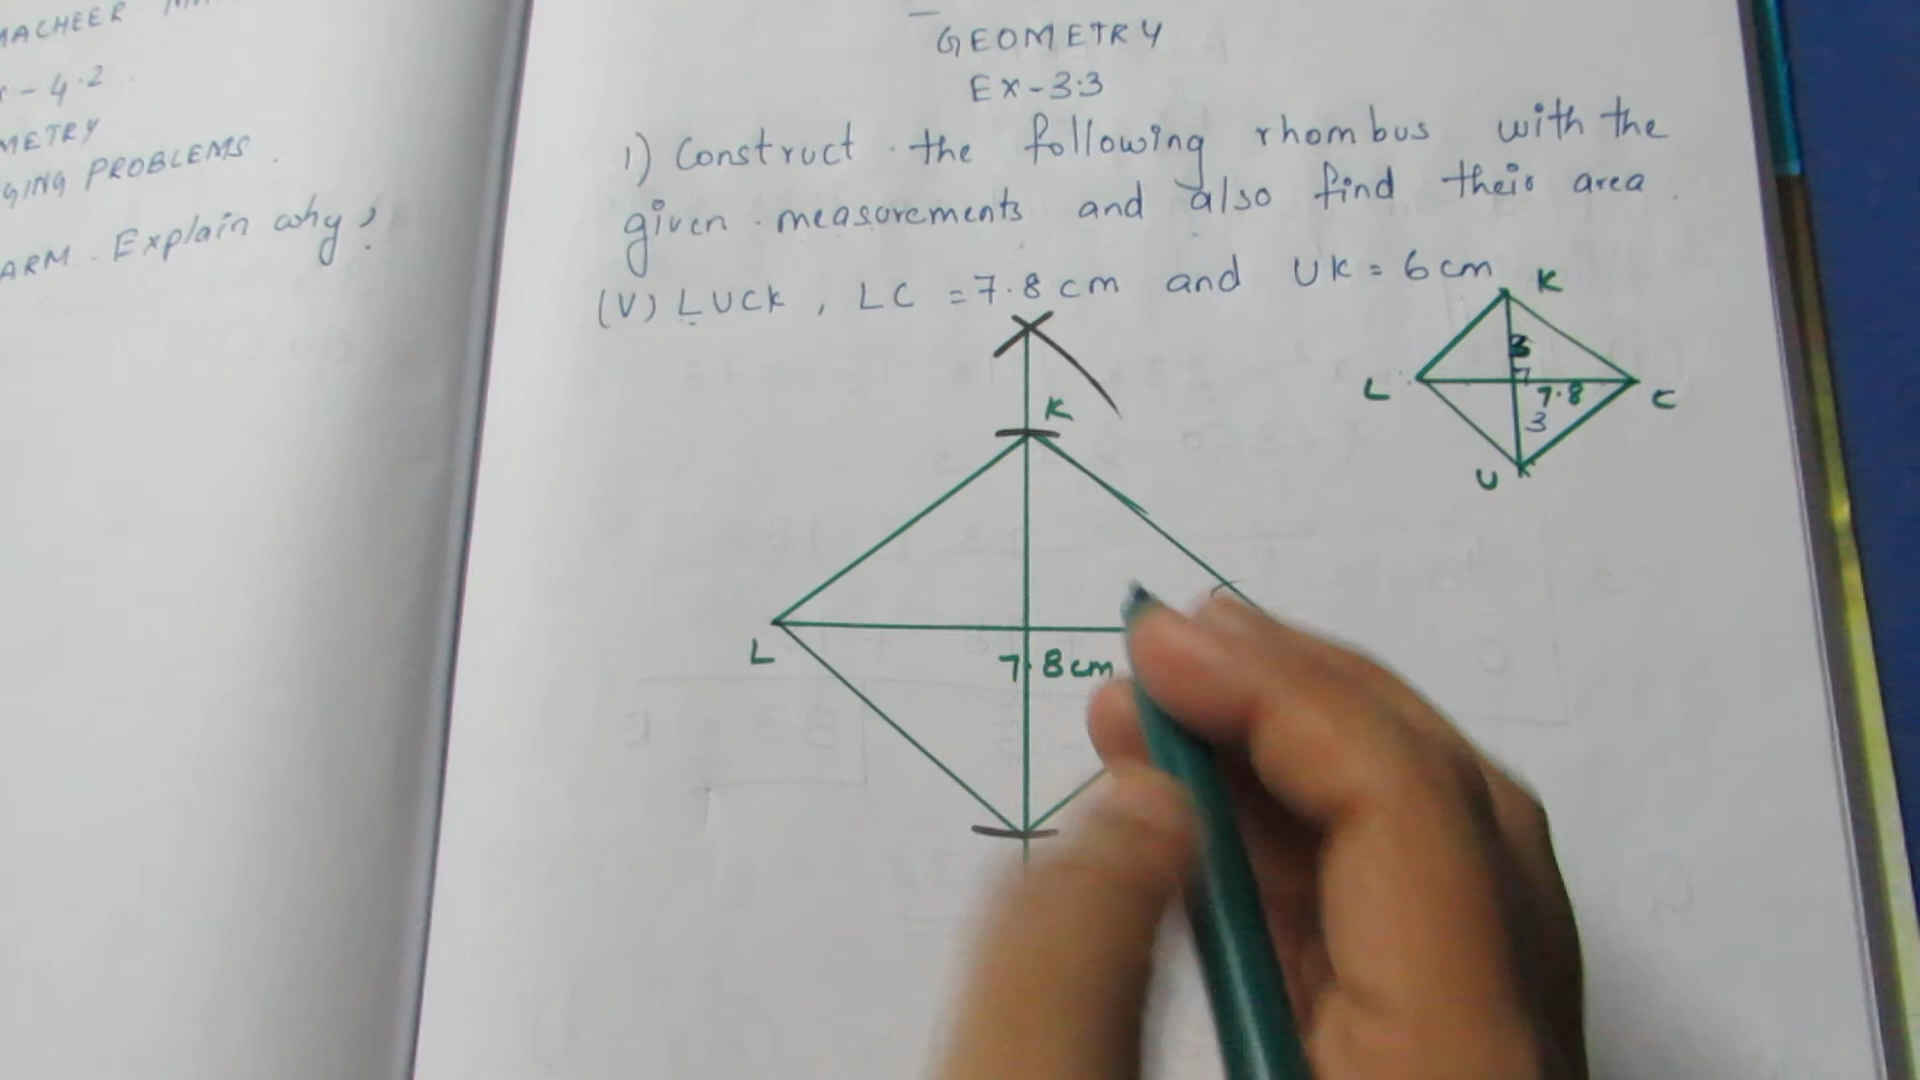 METRY
PROBLEMS
ARM. Explain why?
GEOMETRY
EX-3.3
1) Construct the following rhombus with the
given measurements and also find their area.
(V) LUCK, LC = 7.8 cm and UK = 6 cm
K
3
L
7.8
C
3
U
K
L
7.8cm